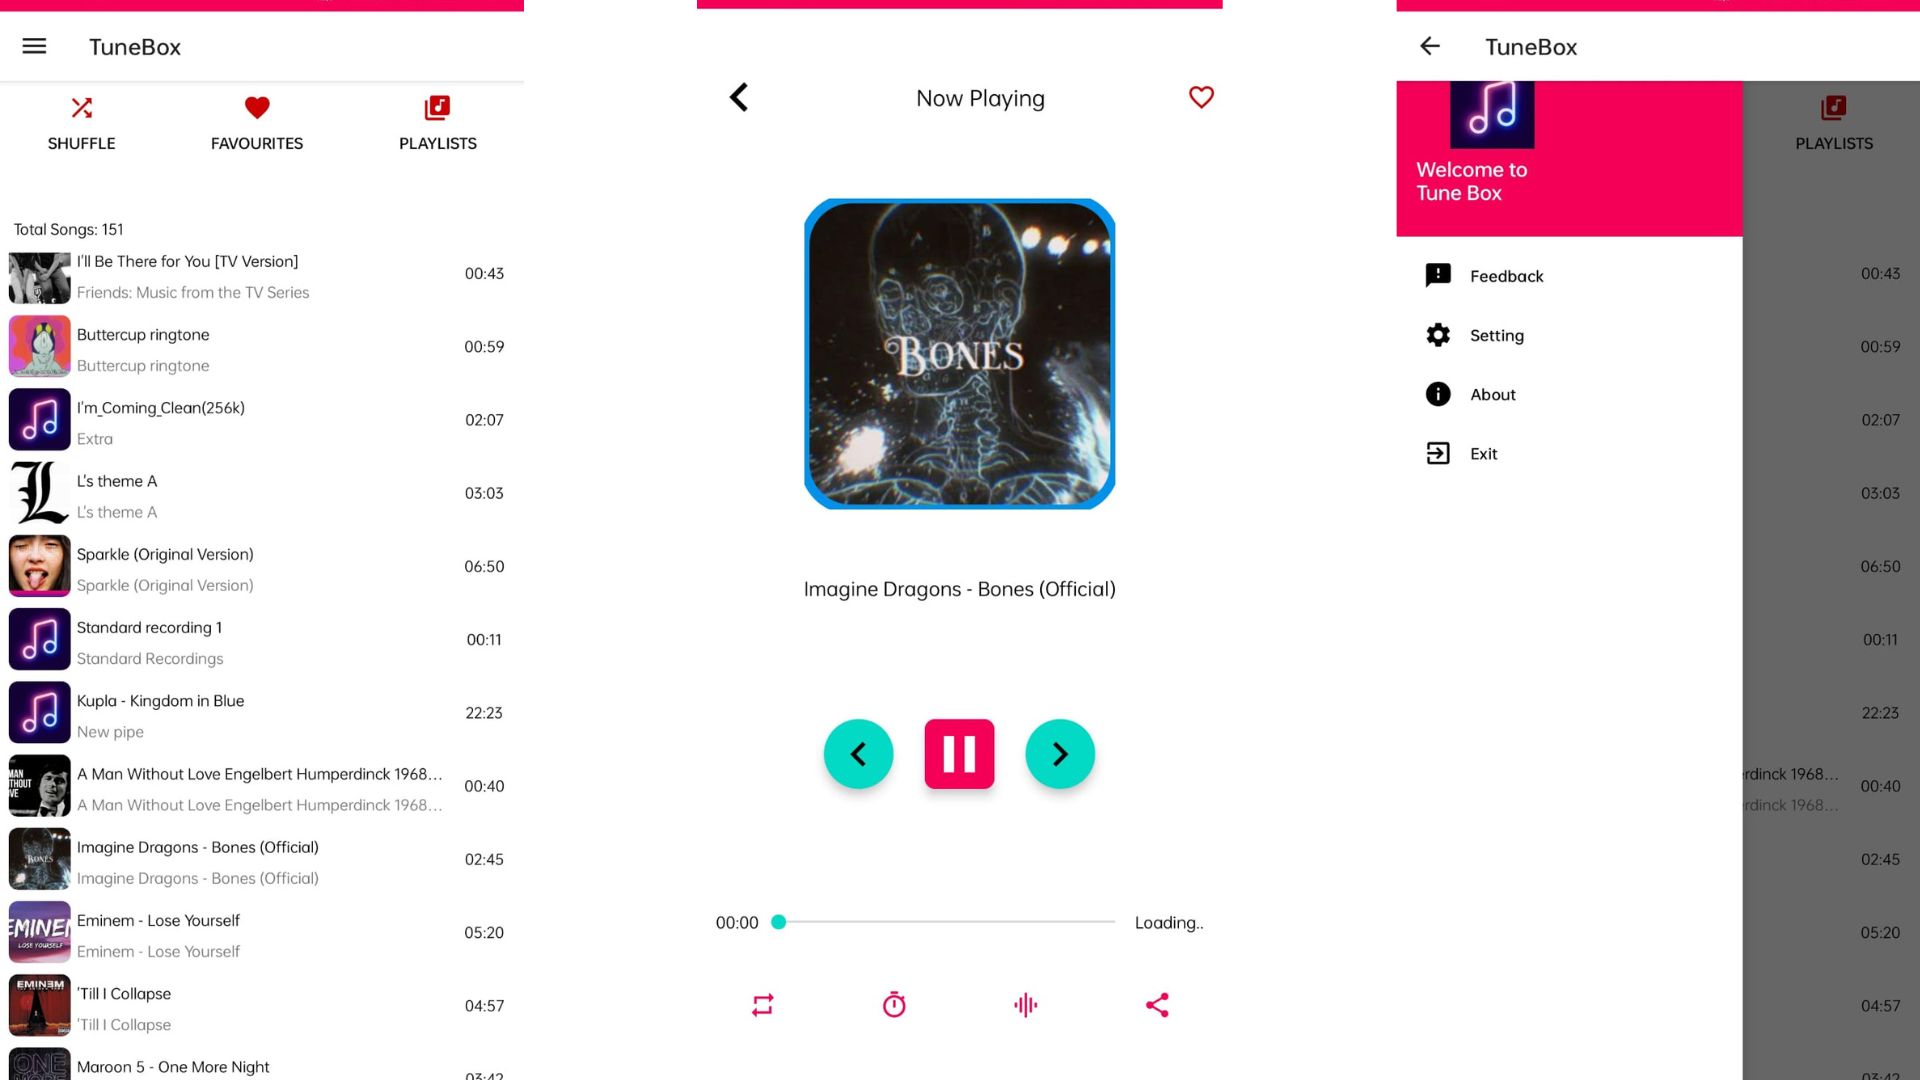 TuneBox
SHUFFLE
FAVOURITES
PLAYLISTS
Total Songs: 151
I'll Be There for You [TV Version]
Friends: Music from the TV Series
00:43
Buttercup ringtone
Buttercup ringtone
00:59
I'm_Coming_Clean(256k)
Extra
02:07
L
L's theme A
L's theme A
03:03
Sparkle (Original Version)
Sparkle (Original Version)
06:50
Standard recording 1
Standard Recordings
00:11
Kupla - Kingdom in Blue
New pipe
22:23
A Man Without Love Engelbert Humperdinck 1968...
A Man Without Love Engelbert Humperdinck 1968...
00:40
BONES
Imagine Dragons - Bones (Official)
Imagine Dragons - Bones (Official)
02:45
EMINEM
LOSE YOURSELF
Eminem - Lose Yourself
Eminem - Lose Yourself
05:20
EMINEM
'Till I Collapse
'Till I Collapse
04:57
ONE
Maroon 5 - One More Night
03:42
Now Playing
BONES
Imagine Dragons - Bones (Official)
00:00
Loading..
TuneBox
Welcome to
Tune Box
Feedback
Setting
About
Exit
PLAYLISTS
00:43
00:59
02:07
03:03
06:50
00:11
22:23
rdinck 1968...
rdinck 1968...
00:40
02:45
05:20
04:57
03:42